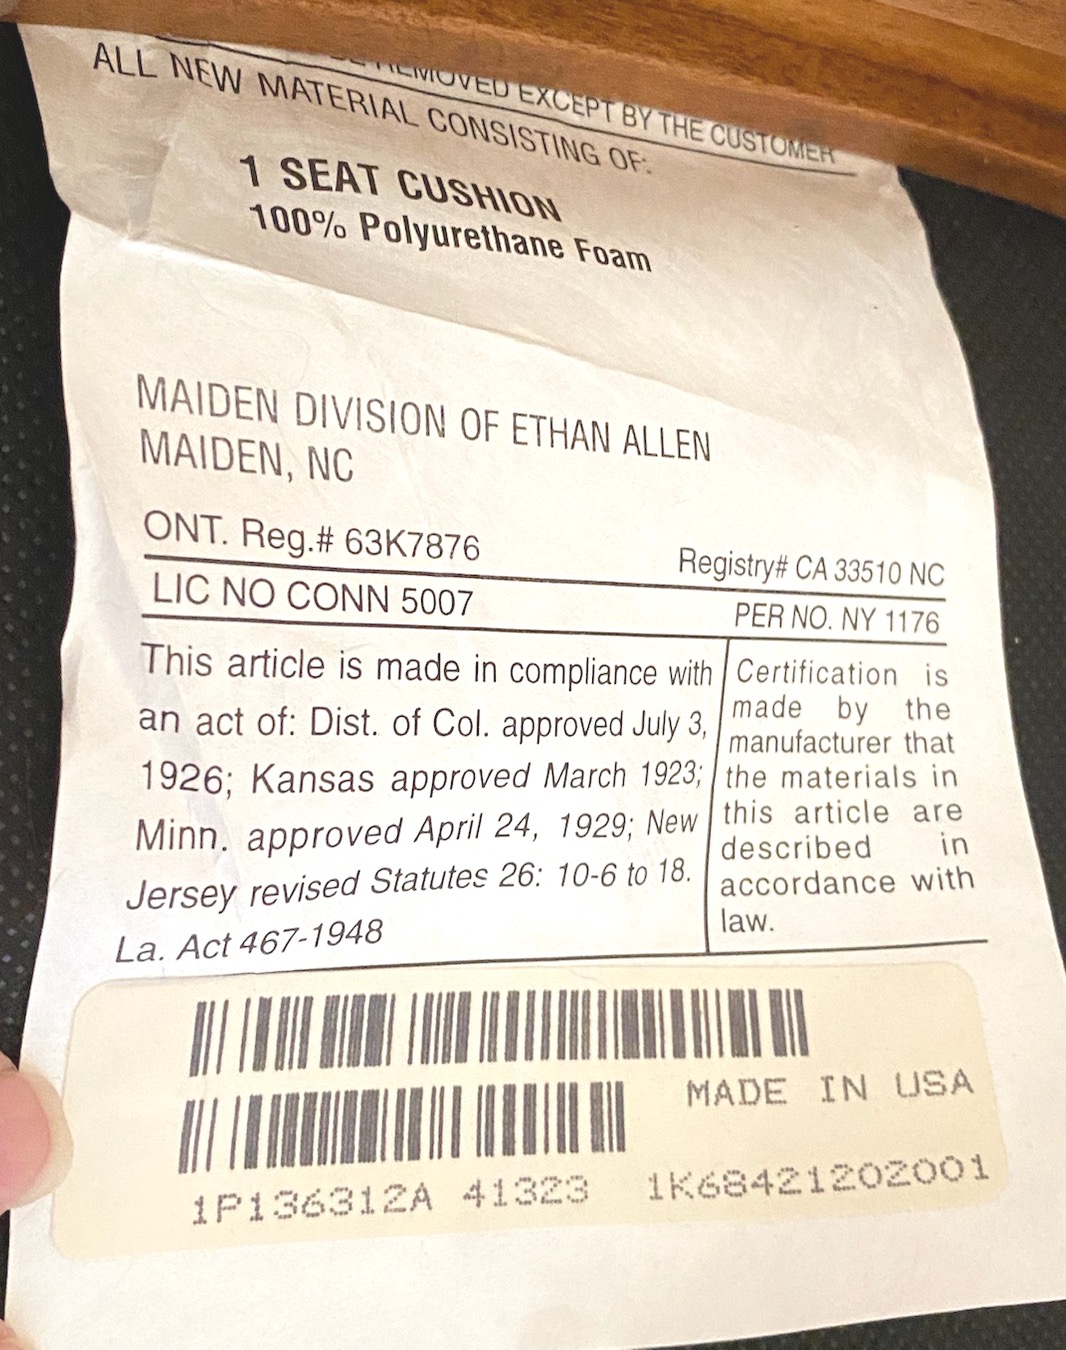 REMOVED EXCEPT BY THE CUSTOMER
ALL NEW MATERIAL CONSISTING OF:
1 SEAT CUSHION
100% Polyurethane Foam
MAIDEN DIVISION OF ETHAN ALLEN
MAIDEN, NC
ONT. Reg.# 63K7876 Registry# CA 33510 NC
LIC NO CONN 5007 PER NO. NY 1176
This article is made in compliance with
an act of: Dist. of Col. approved July 3,
1926; Kansas approved March 1923;
Minn. approved April 24, 1929; New
Jersey revised Statutes 26: 10-6 to 18.
La. Act 467-1948
Certification is
made by the
manufacturer that
the materials in
this article are
described in
accordance with
law.
MADE IN USA
1P136312A 41323 1K68421202001